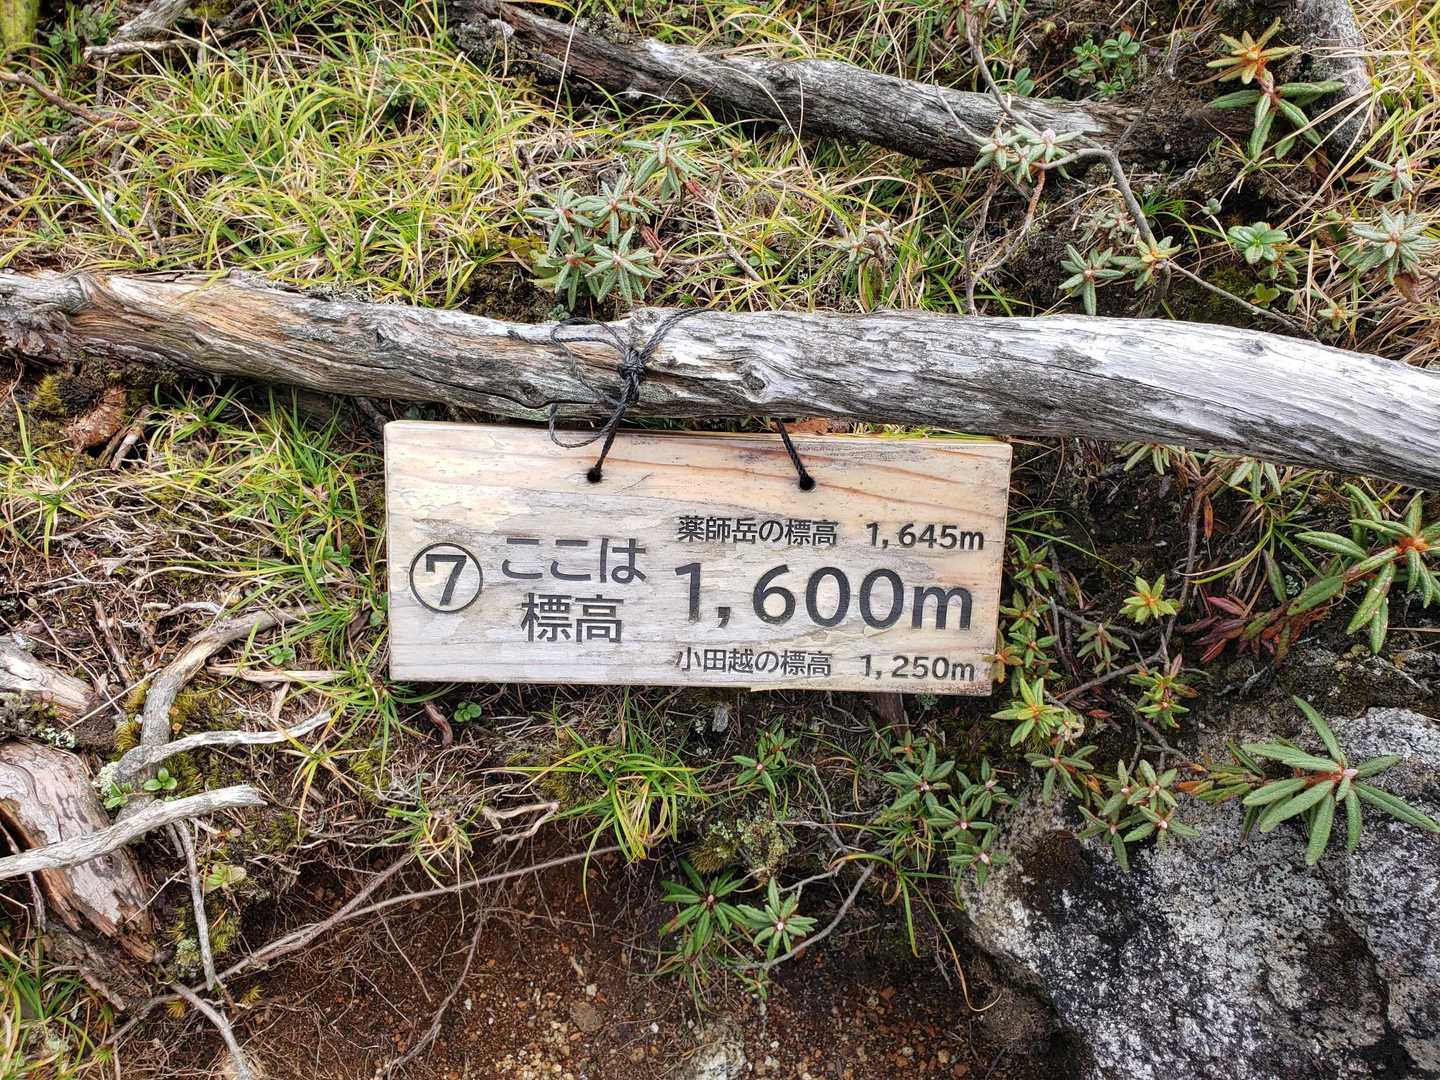 薬師岳の標高 1,645m
⑦ ここは
標高 1,600m
小田越の標高 1,250m